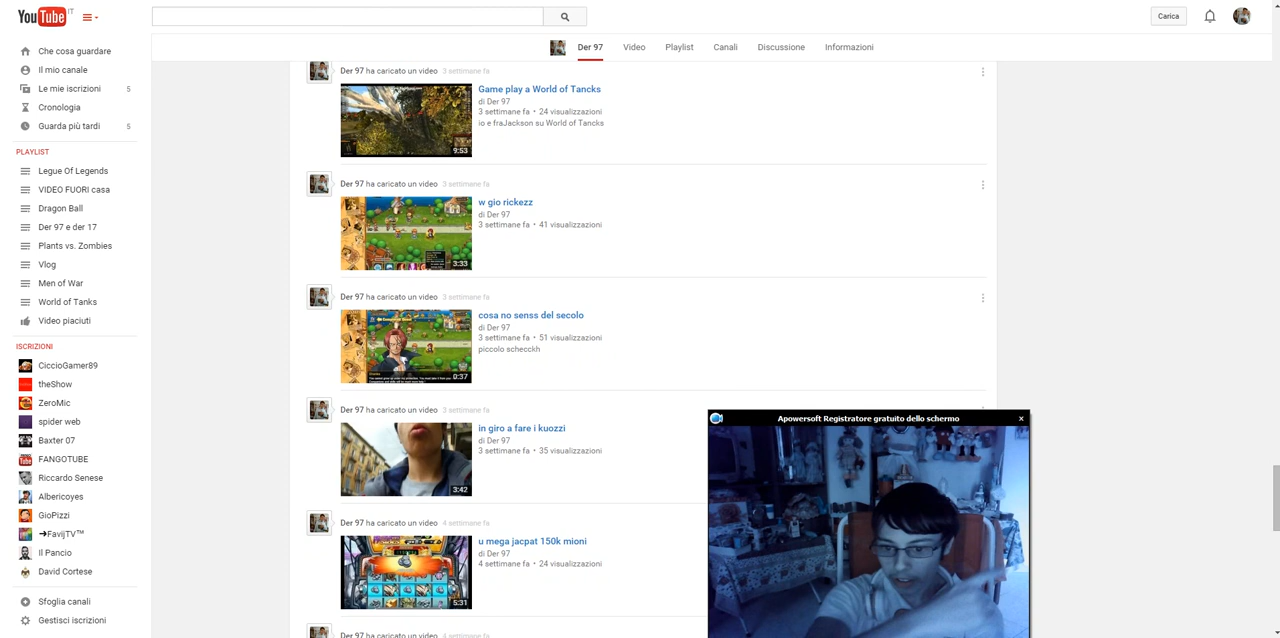 YouTube IT
Carica
Che cosa guardare
Il mio canale
Le mie iscrizioni 5
Cronologia
Guarda più tardi 5
PLAYLIST
Legue Of Legends
VIDEO FUORI casa
Dragon Ball
Der 97 e der 17
Plants vs. Zombies
Vlog
Men of War
World of Tanks
Video piaciuti
ISCRIZIONI
CiccioGamer89
theShow
ZeroMic
spider web
Baxter 07
FANGOTUBE
Riccardo Senese
Albericoyes
GioPizzi
➜FavijTV™
Il Pancio
David Cortese
Sfoglia canali
Gestisci iscrizioni
Der 97 Video Playlist Canali Discussione Informazioni
Der 97 ha caricato un video 3 settimane fa
Game play a World of Tancks
di Der 97
3 settimane fa • 24 visualizzazioni
io e fraJackson su World of Tancks
9:53
Der 97 ha caricato un video 3 settimane fa
w gio rickezz
di Der 97
3 settimane fa • 41 visualizzazioni
3:33
Der 97 ha caricato un video 3 settimane fa
cosa no senss del secolo
di Der 97
3 settimane fa • 51 visualizzazioni
piccolo schecckh
0:37
Der 97 ha caricato un video 3 settimane fa
in giro a fare i kuozzi
di Der 97
3 settimane fa • 35 visualizzazioni
3:42
Der 97 ha caricato un video 4 settimane fa
u mega jacpat 150k mioni
di Der 97
4 settimane fa • 24 visualizzazioni
5:31
Der 97 ha caricato un video 4 settimane fa
Apowersoft Registratore gratuito dello schermo